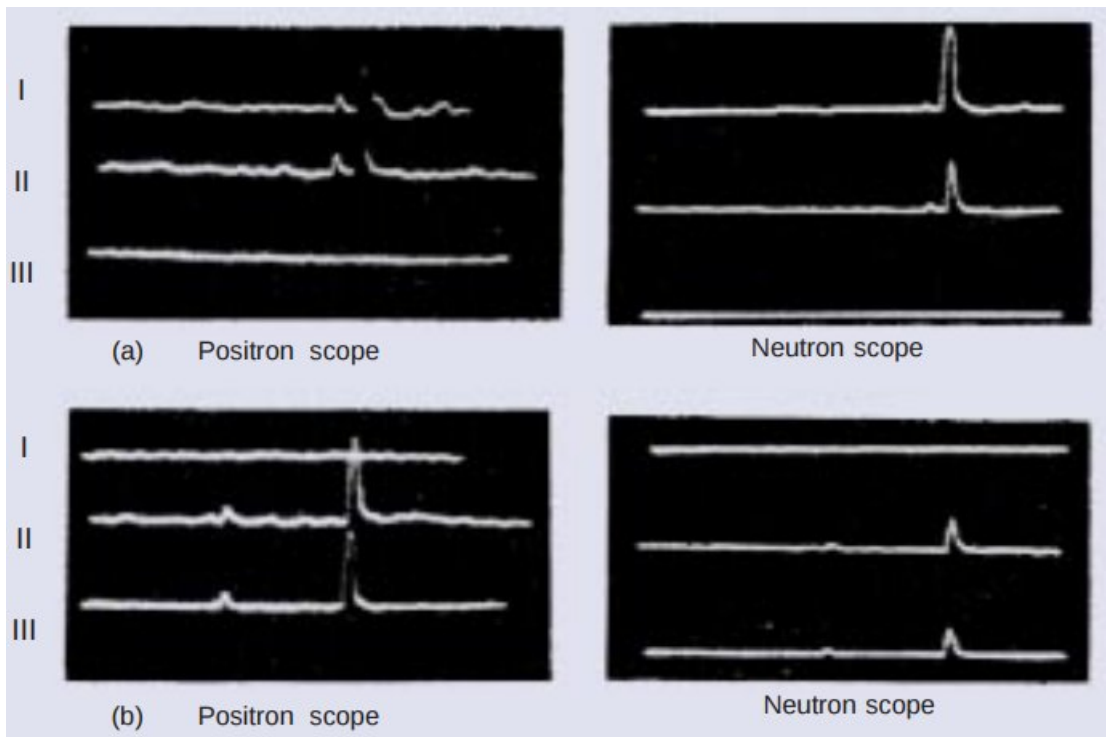 I
II
III
(a) Positron scope
Neutron scope
I
II
III
(b) Positron scope
Neutron scope